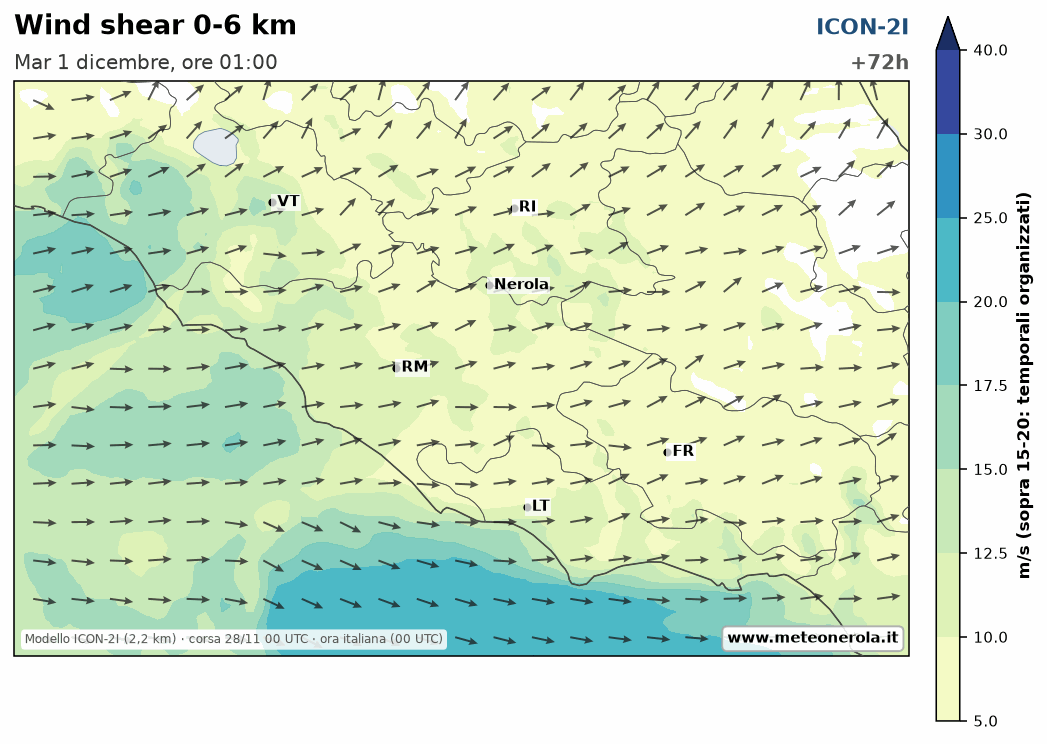 Wind shear 0-6 km
ICON-2I
Mar 1 dicembre, ore 01:00
+72h
VT
RI
Nerola
RM
FR
LT
Modello ICON-2I (2,2 km) · corsa 28/11 00 UTC · ora italiana (00 UTC)
www.meteonerola.it
40.0
30.0
25.0
20.0
17.5
15.0
12.5
10.0
5.0
m/s (sopra 15-20: temporali organizzati)